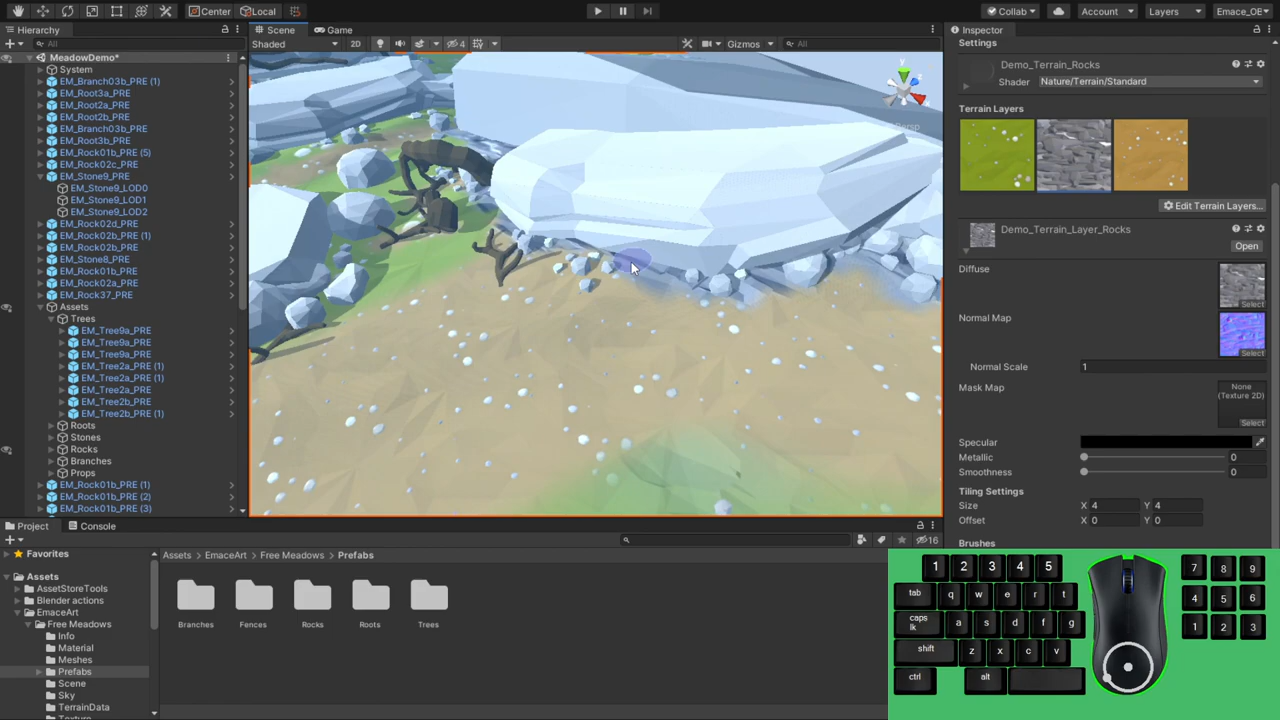 Center
Local
Collab
Account
Layers
Emace_OE
Hierarchy
All
MeadowDemo*
System
EM_Branch03b_PRE (1)
EM_Root3a_PRE
EM_Root2a_PRE
EM_Root2b_PRE
EM_Branch03b_PRE
EM_Root3b_PRE
EM_Rock01b_PRE (5)
EM_Rock02c_PRE
EM_Stone9_PRE
EM_Stone9_LOD0
EM_Stone9_LOD1
EM_Stone9_LOD2
EM_Rock02d_PRE
EM_Rock02b_PRE (1)
EM_Rock02b_PRE
EM_Stone8_PRE
EM_Rock01b_PRE
EM_Rock02a_PRE
EM_Rock37_PRE
Assets
Trees
EM_Tree9a_PRE
EM_Tree9a_PRE
EM_Tree9a_PRE
EM_Tree2a_PRE (1)
EM_Tree2a_PRE (1)
EM_Tree2a_PRE
EM_Tree2b_PRE
EM_Tree2b_PRE (1)
Roots
Stones
Rocks
Branches
Props
EM_Rock01b_PRE (1)
EM_Rock01b_PRE (2)
EM_Rock01b_PRE (3)
Scene
Game
Shaded
2D
4
Gizmos
All
y
z
x
Persp
Inspector
Settings
Demo_Terrain_Rocks
Shader
Nature/Terrain/Standard
Terrain Layers
Edit Terrain Layers...
Demo_Terrain_Layer_Rocks
Open
Diffuse
Select
Normal Map
Select
Normal Scale
1
Mask Map
None
(Texture 2D)
Select
Specular
Metallic
0
Smoothness
0
Tiling Settings
Size
X 4
Y 4
Offset
X 0
Y 0
Brushes
Project
Console
16
Favorites
Assets
AssetStoreTools
Blender actions
EmaceArt
Free Meadows
Info
Material
Meshes
Prefabs
Scene
Sky
TerrainData
Texture
Assets
EmaceArt
Free Meadows
Prefabs
Branches
Fences
Rocks
Roots
Trees
1 2 3 4 5
tab q w e r t
caps
lk
a s d f g
shift z x c v
ctrl alt
7 8 9
4 5 6
1 2 3